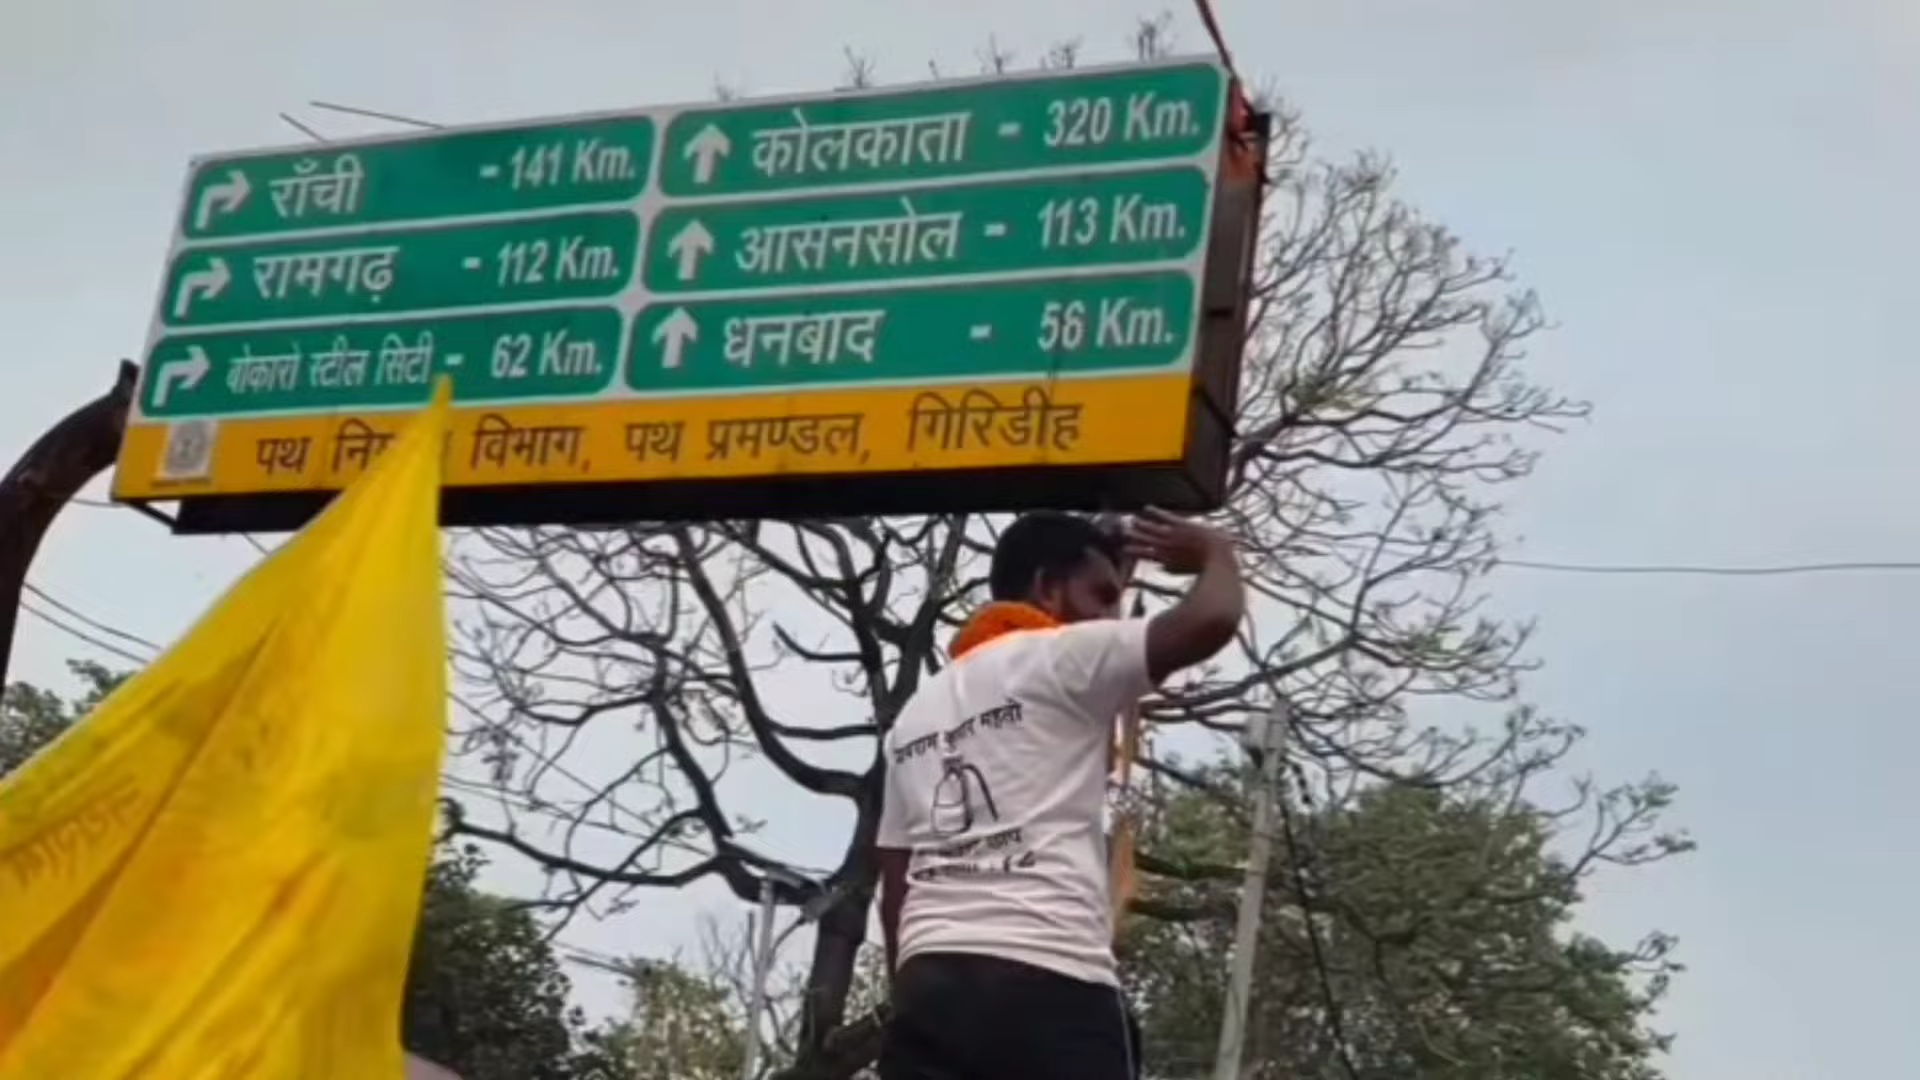 राँची - 141 Km.
रामगढ़ - 112 Km.
बोकारो स्टील सिटी - 62 Km.
कोलकाता - 320 Km.
आसनसोल - 113 Km.
धनबाद - 56 Km.
पथ विभाग, पथ प्रमण्डल, गिरिडीह
कुमार महतो
छाप